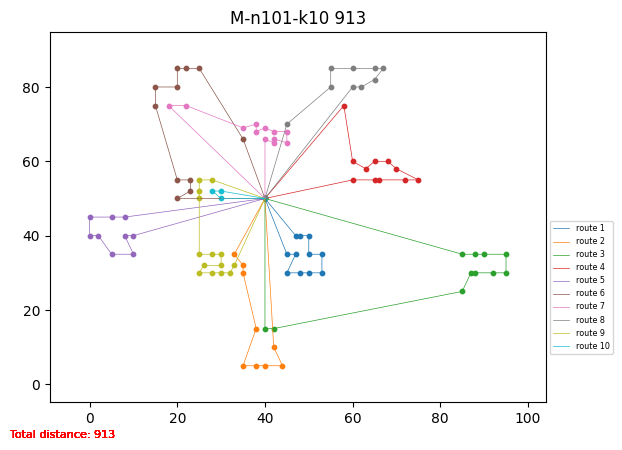 M-n101-k10 913
80
60
40
20
0
0 20 40 60 80 100
route 1
route 2
route 3
route 4
route 5
route 6
route 7
route 8
route 9
route 10
Total distance: 913